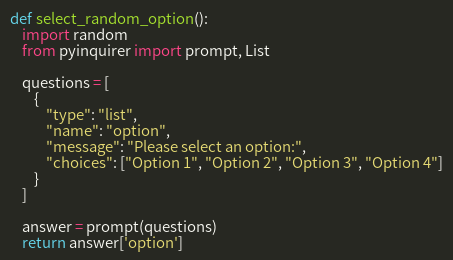 def select_random_option():
    import random
    from pyinquirer import prompt, List

    questions = [
        {
            "type": "list",
            "name": "option",
            "message": "Please select an option:",
            "choices": ["Option 1", "Option 2", "Option 3", "Option 4"]
        }
    ]

    answer = prompt(questions)
    return answer['option']